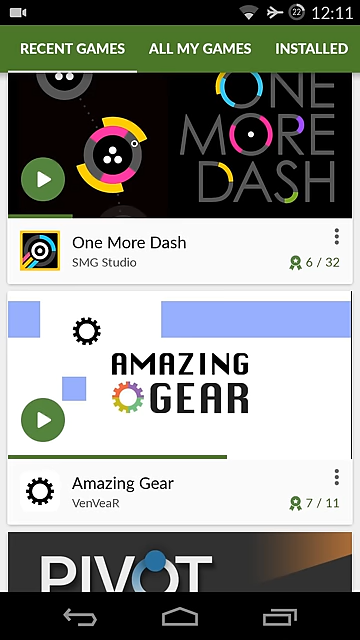 22 12:11
RECENT GAMES ALL MY GAMES INSTALLED
ONE
MORE
DASH
One More Dash
SMG Studio
6 / 32
AMAZING
GEAR
Amazing Gear
VenVeaR
7 / 11
PIVOT